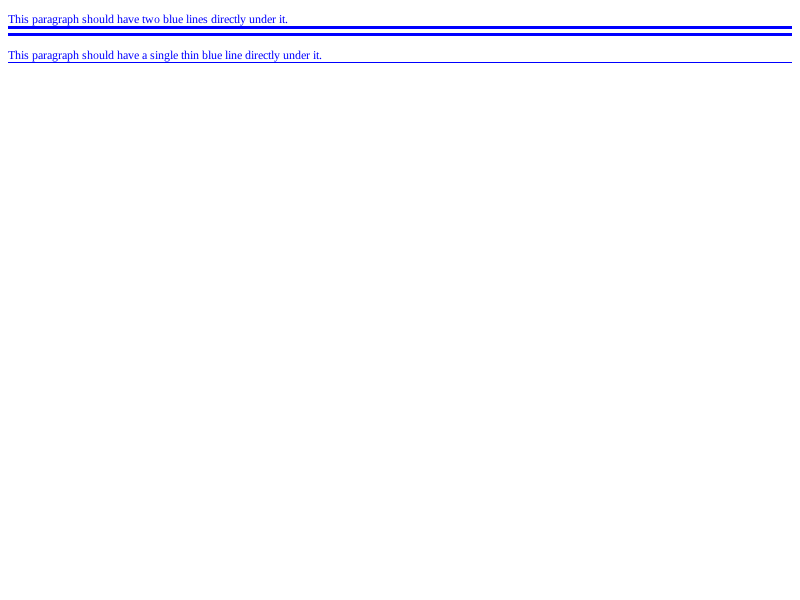 This paragraph should have two blue lines directly under it.
This paragraph should have a single thin blue line directly under it.